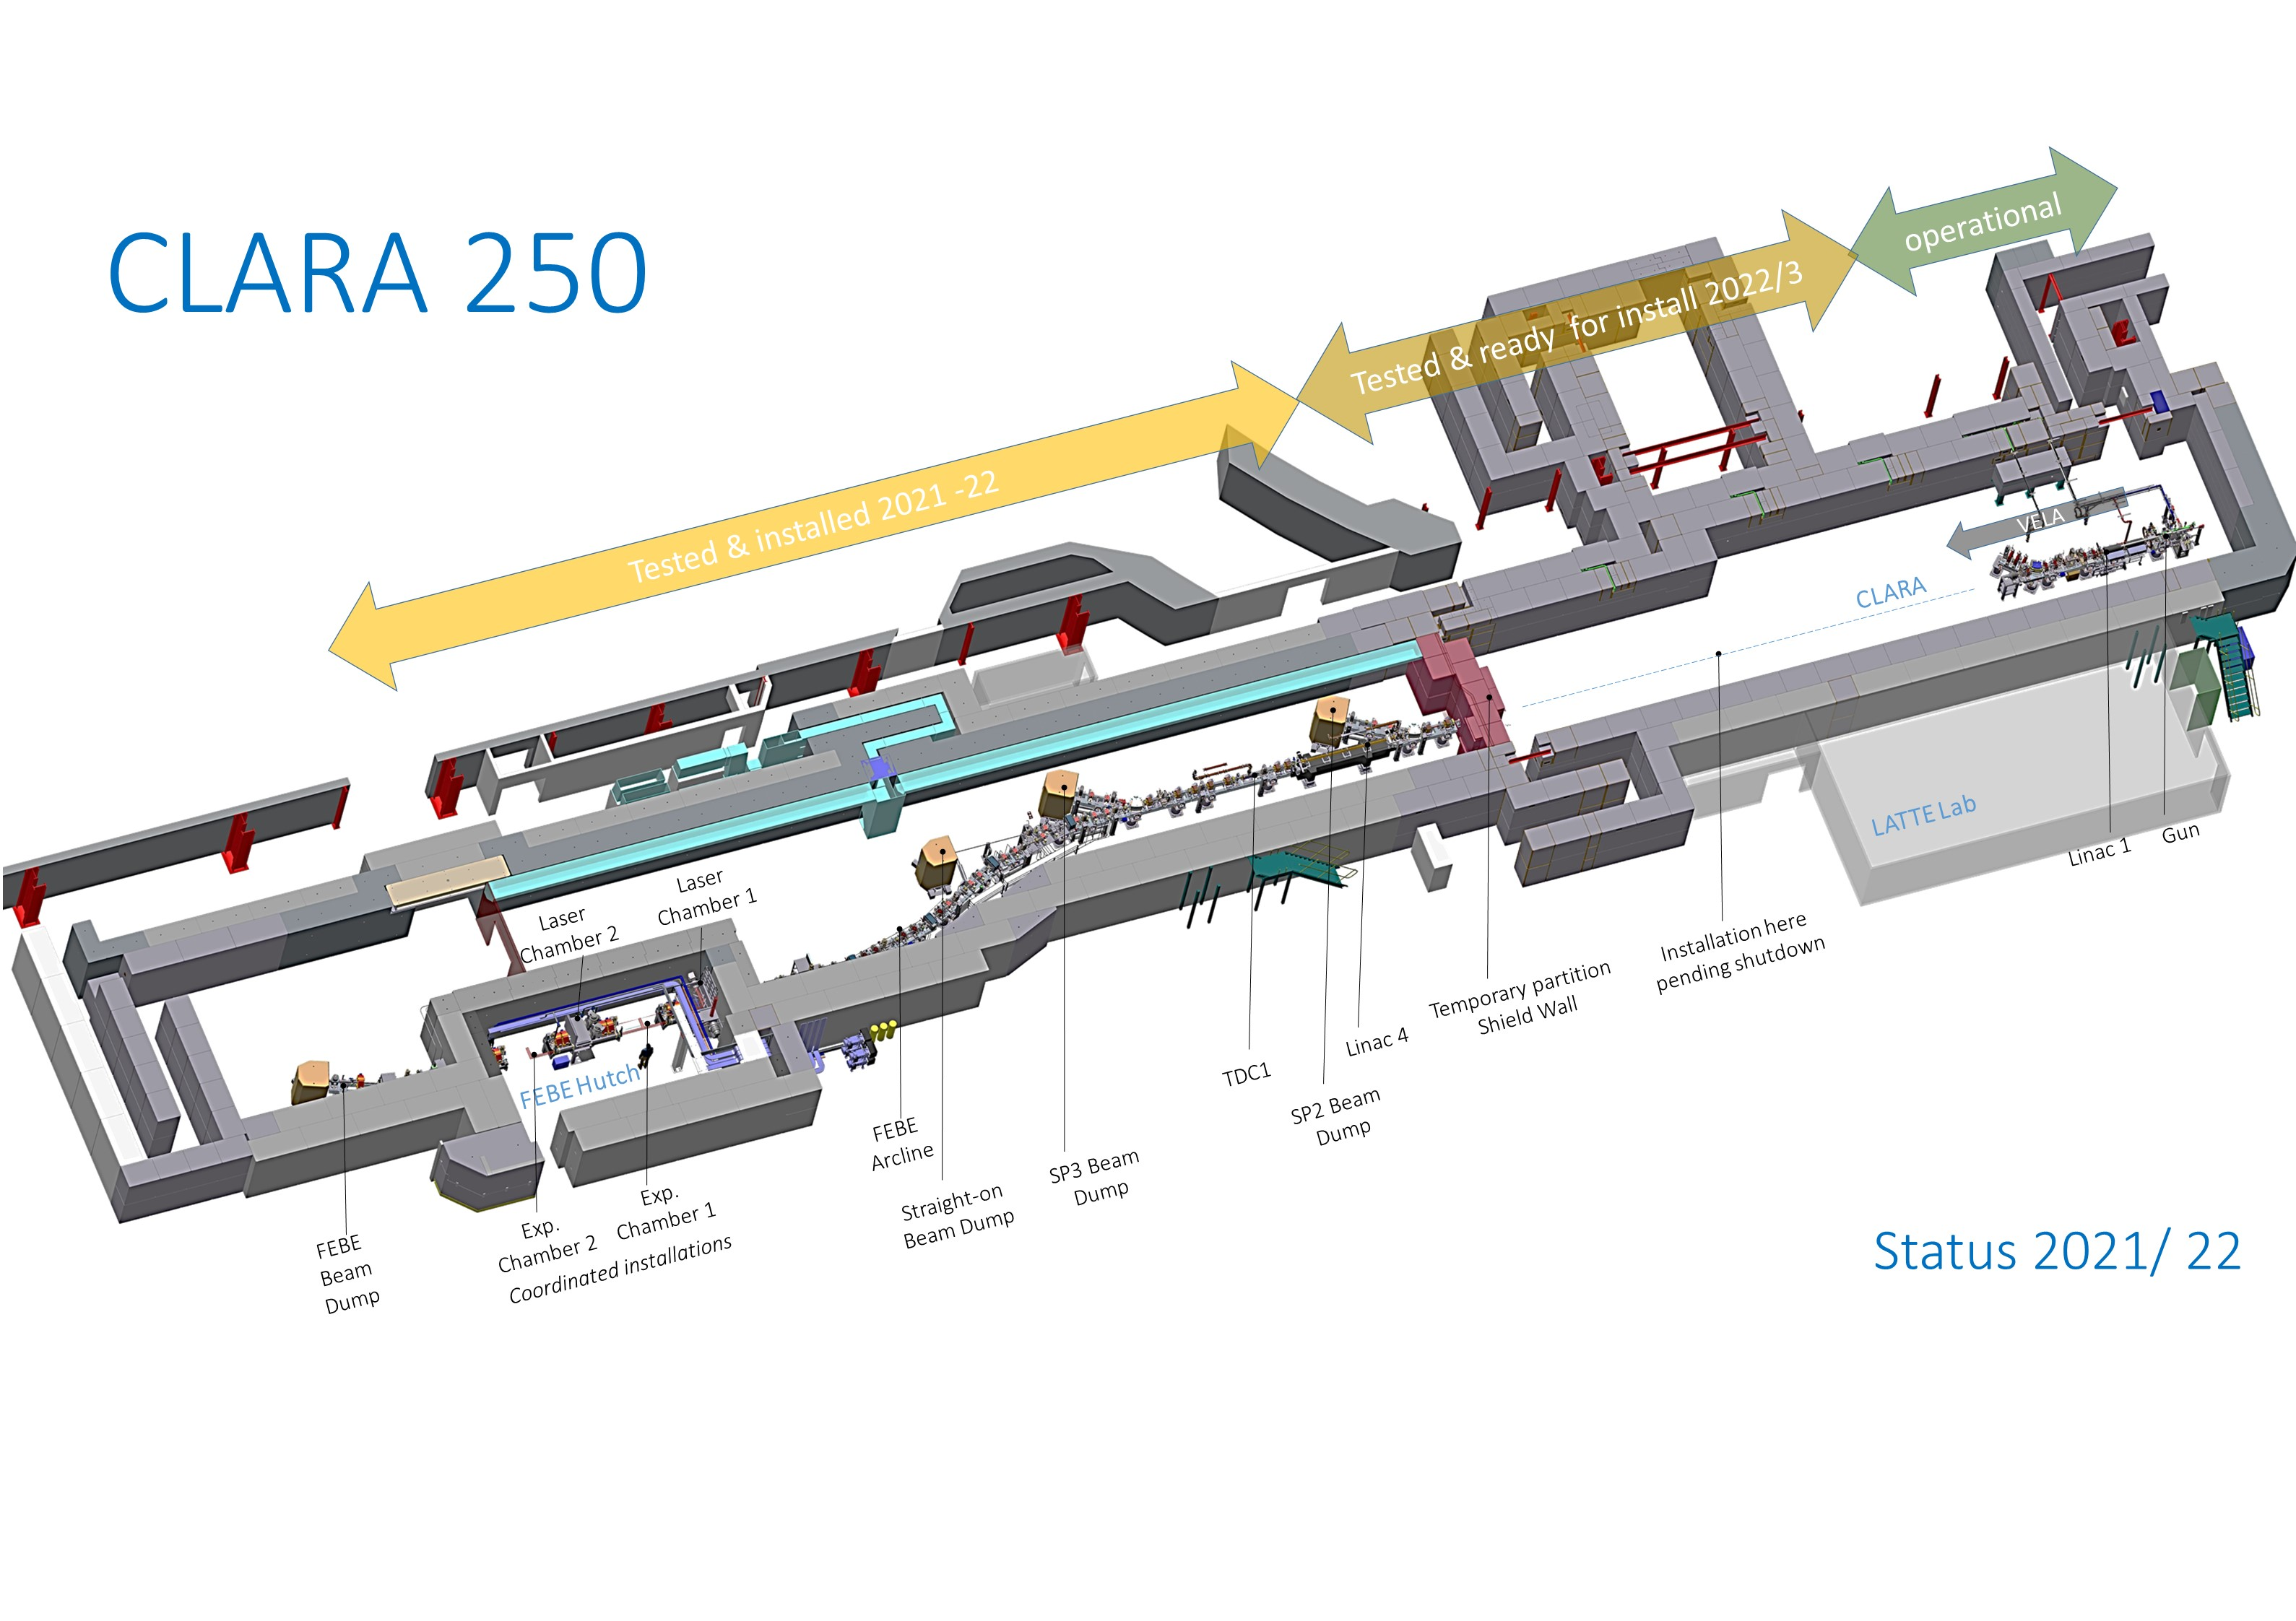 CLARA 250
operational
Tested & ready for install 2022/3
Tested & installed 2021 -22
VELA
CLARA
LATTE Lab
Linac 1
Gun
Laser
Chamber 1
Laser
Chamber 2
Installation here
pending shutdown
Temporary partition
Shield Wall
Linac 4
TDC1
SP2 Beam
Dump
FEBE Hutch
FEBE
Arcline
SP3 Beam
Dump
Straight-on
Beam Dump
Exp.
Chamber 1
Exp.
Chamber 2
Coordinated installations
FEBE
Beam
Dump
Status 2021/ 22